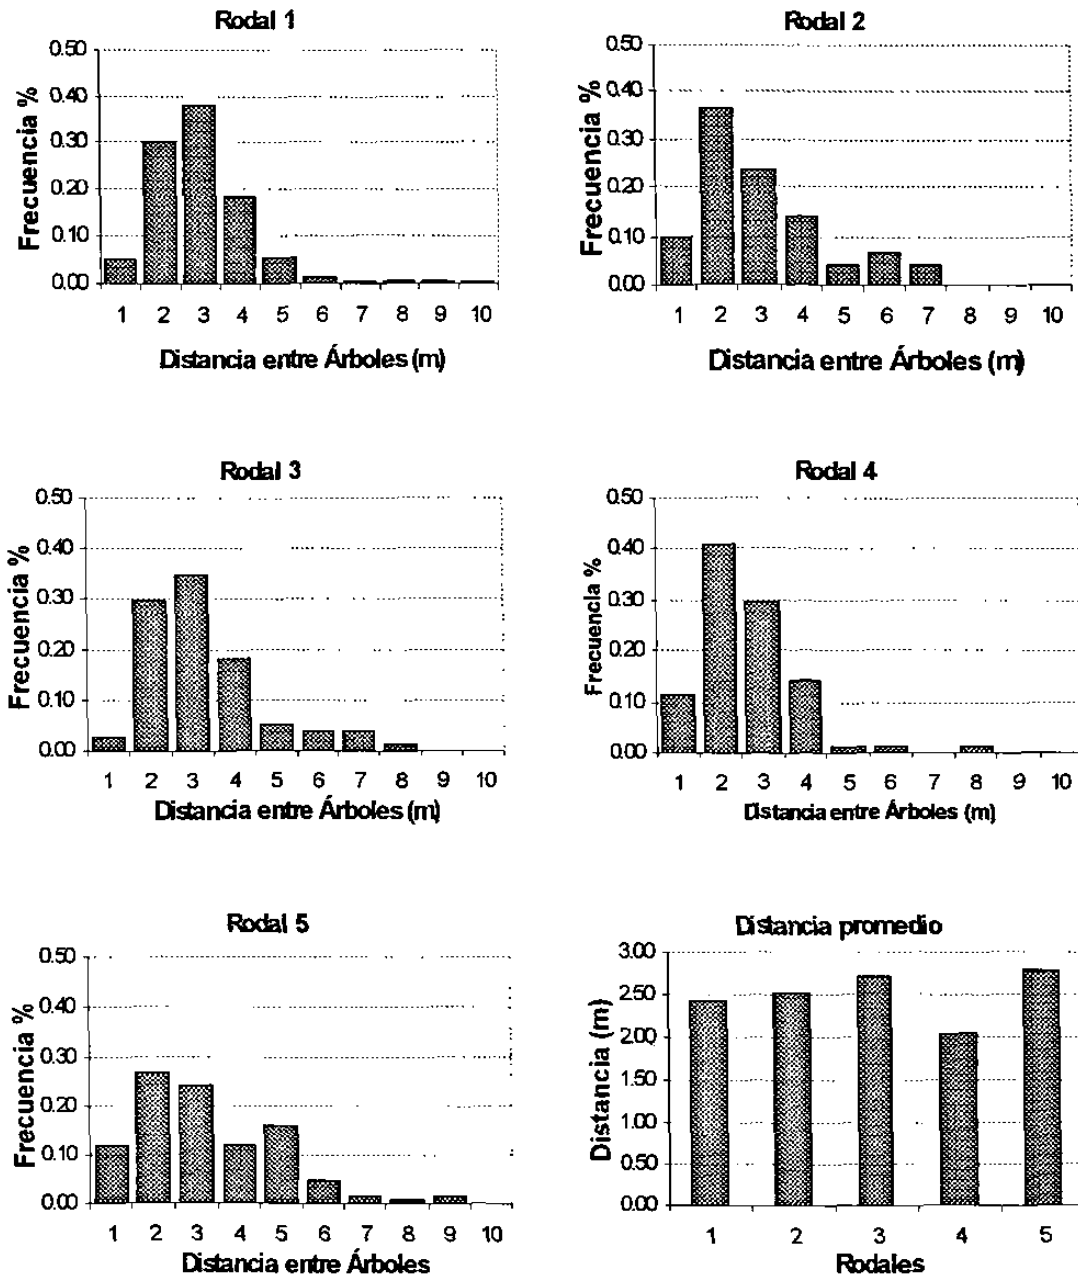 Rodal 1
0.50
0.40
0.30
0.20
0.10
0.00
Frecuencia %
1 2 3 4 5 6 7 8 9 10
Distancia entre Árboles (m)
Rodal 2
0.50
0.40
0.30
0.20
0.10
0.00
Frecuencia %
1 2 3 4 5 6 7 8 9 10
Distancia entre Árboles (m)
Rodal 3
0.50
0.40
0.30
0.20
0.10
0.00
Frecuencia %
1 2 3 4 5 6 7 8 9 10
Distancia entre Árboles (m)
Rodal 4
0.50
0.40
0.30
0.20
0.10
0.00
Frecuencia %
1 2 3 4 5 6 7 8 9 10
Distancia entre Árboles (m)
Rodal 5
0.50
0.40
0.30
0.20
0.10
0.00
Frecuencia %
1 2 3 4 5 6 7 8 9 10
Distancia entre Árboles
Distancia promedio
3.00
2.50
2.00
1.50
1.00
0.50
0.00
Distancia (m)
1 2 3 4 5
Rodales